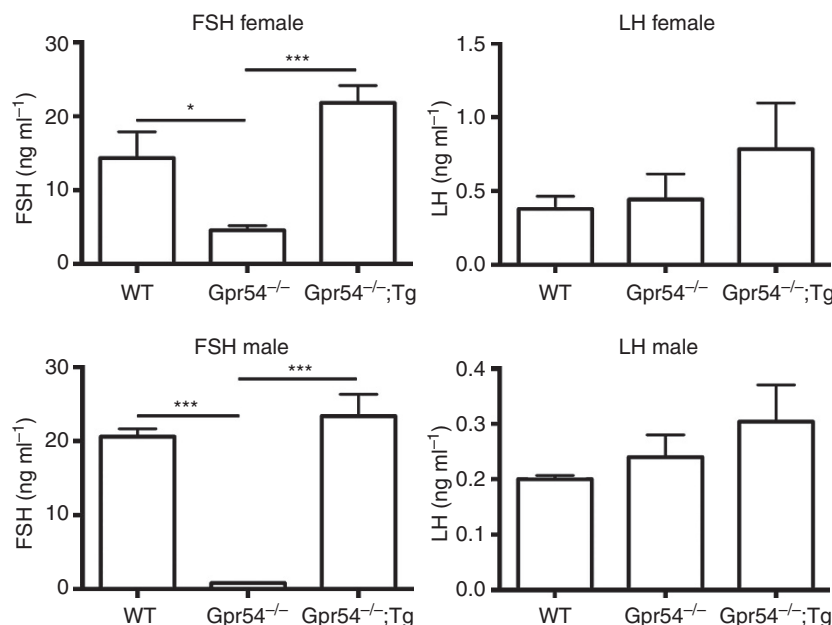 FSH female
FSH (ng ml⁻¹)
30
20
10
0
*
***
WT
Gpr54⁻/⁻
Gpr54⁻/⁻;Tg
LH female
LH (ng ml⁻¹)
1.5
1.0
0.5
0.0
WT
Gpr54⁻/⁻
Gpr54⁻/⁻;Tg
FSH male
FSH (ng ml⁻¹)
30
20
10
0
***
***
WT
Gpr54⁻/⁻
Gpr54⁻/⁻;Tg
LH male
LH (ng ml⁻¹)
0.4
0.3
0.2
0.1
0.0
WT
Gpr54⁻/⁻
Gpr54⁻/⁻;Tg